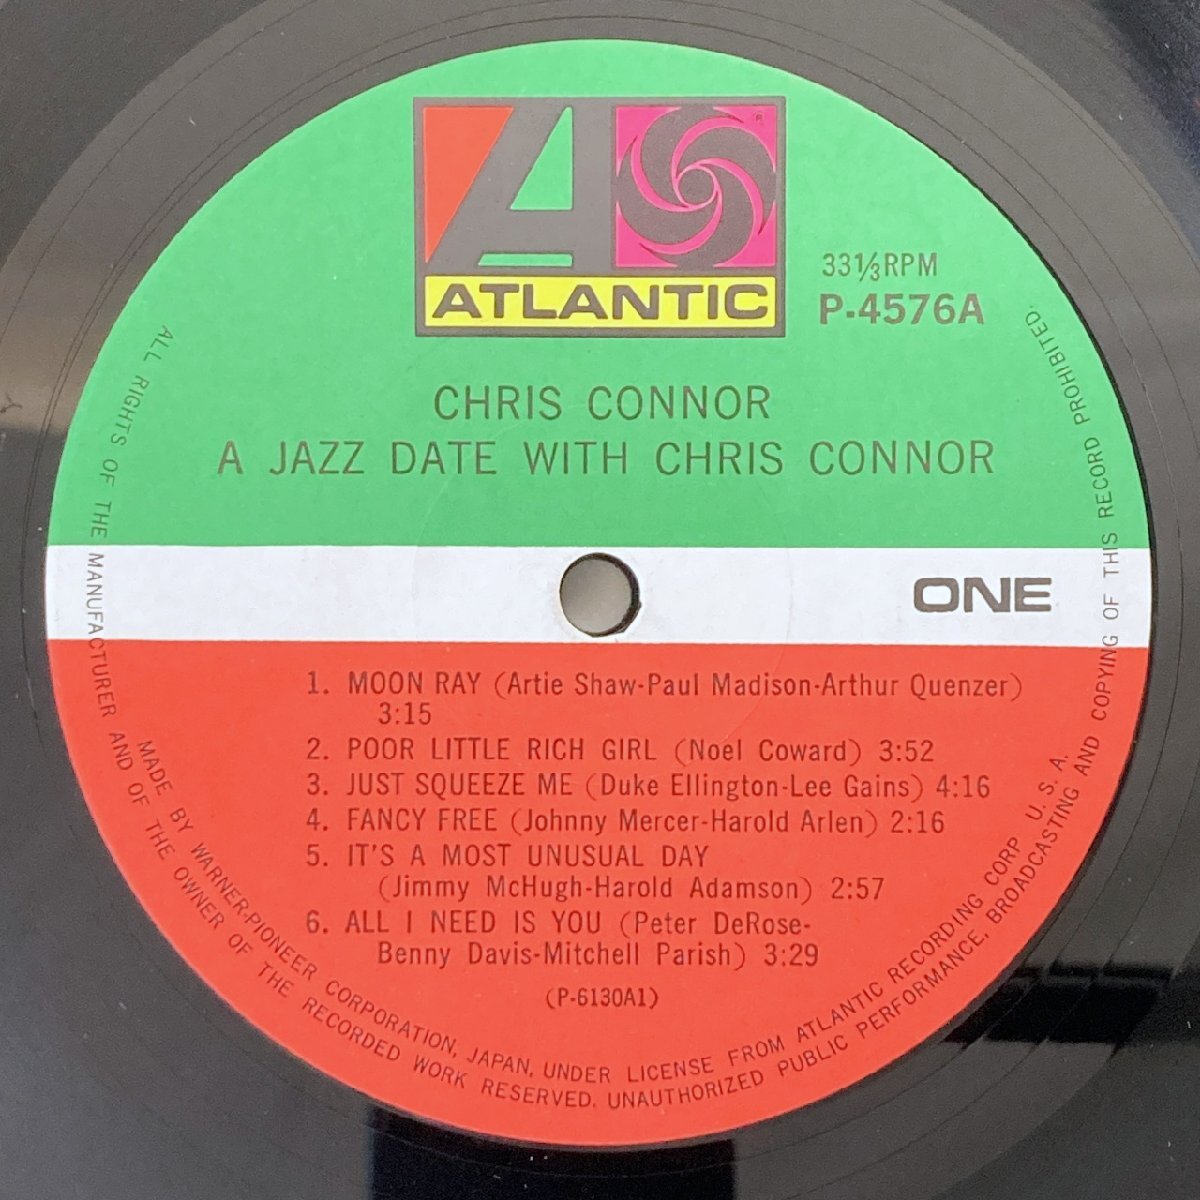 ATLANTIC
®
33⅓RPM
P-4576A
CHRIS CONNOR
A JAZZ DATE WITH CHRIS CONNOR
ONE
1. MOON RAY (Artie Shaw-Paul Madison-Arthur Quenzer)
3:15
2. POOR LITTLE RICH GIRL (Noel Coward) 3:52
3. JUST SQUEEZE ME (Duke Ellington-Lee Gains) 4:16
4. FANCY FREE (Johnny Mercer-Harold Arlen) 2:16
5. IT'S A MOST UNUSUAL DAY
(Jimmy McHugh-Harold Adamson) 2:57
6. ALL I NEED IS YOU (Peter DeRose-
Benny Davis-Mitchell Parish) 3:29
(P-6130A1)
MADE BY WARNER-PIONEER CORPORATION, JAPAN, UNDER LICENSE FROM ATLANTIC RECORDING CORP U. S. A.
ALL RIGHTS OF THE MANUFACTURER AND OF THE OWNER OF THE RECORDED WORK RESERVED. UNAUTHORIZED PUBLIC PERFORMANCE, BROADCASTING AND COPYING OF THIS RECORD PROHIBITED.